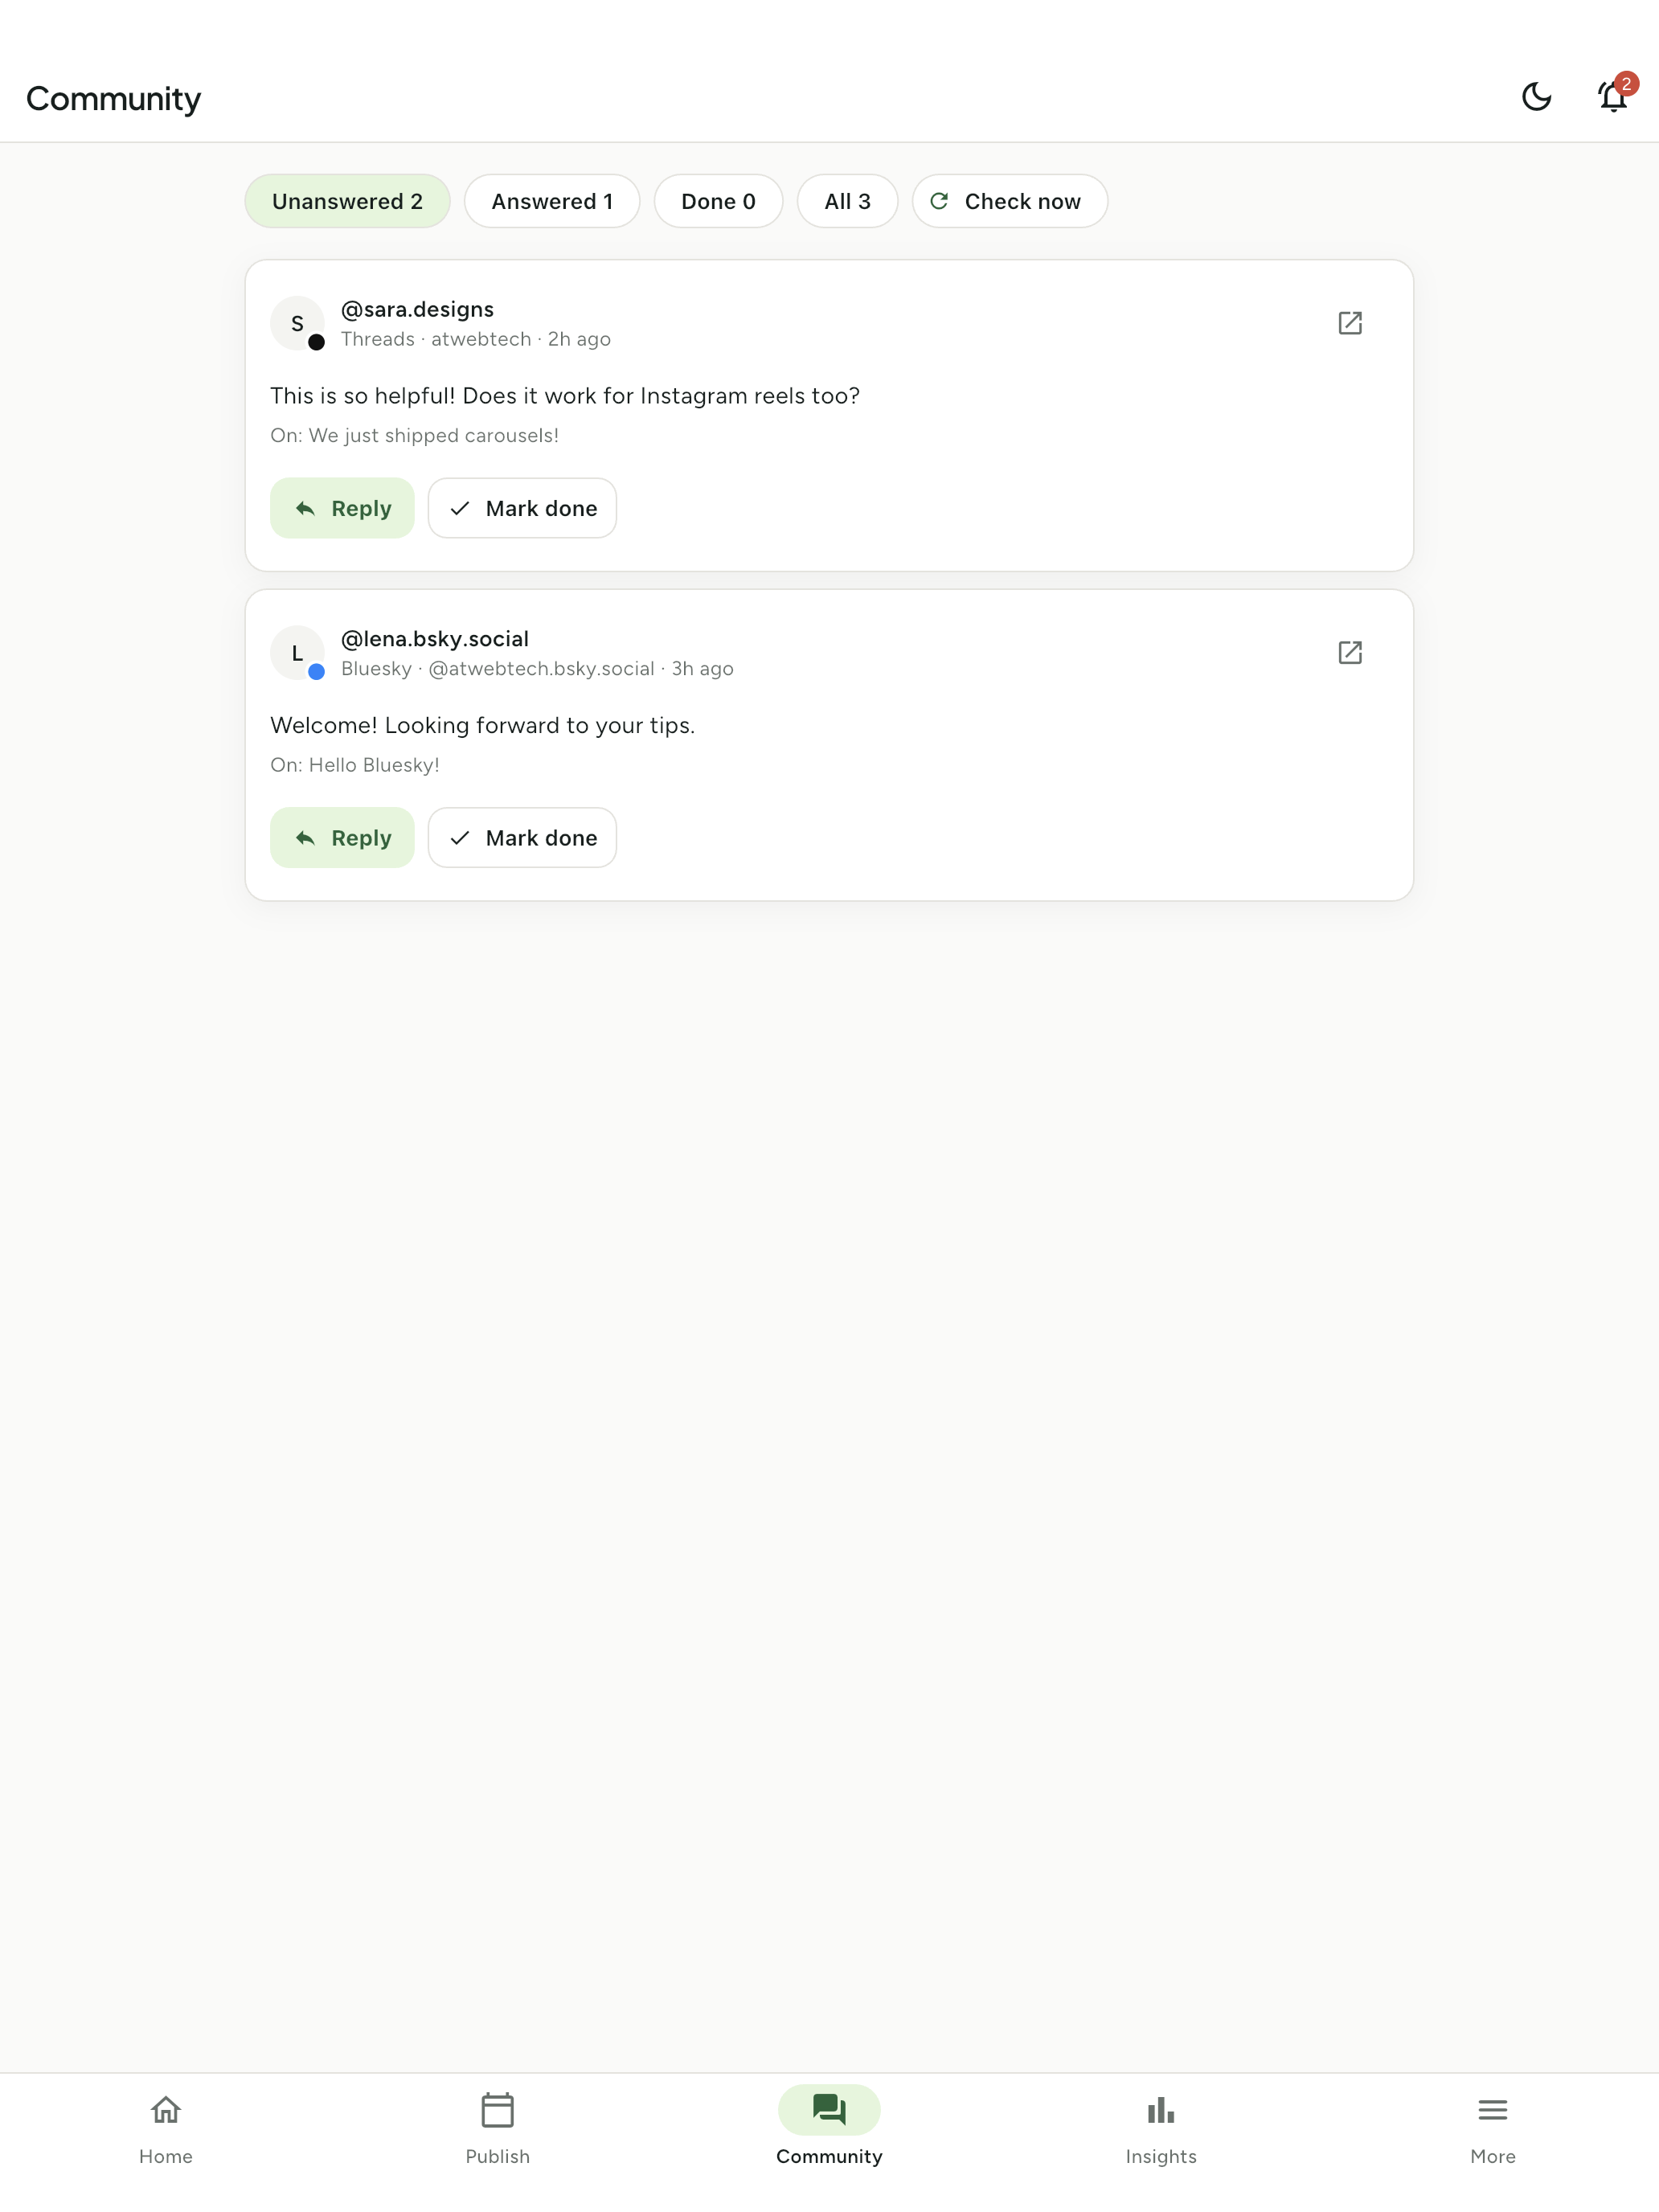 Community
2
Unanswered 2
Answered 1
Done 0
All 3
Check now
S
@sara.designs
Threads · atwebtech · 2h ago
This is so helpful! Does it work for Instagram reels too?
On: We just shipped carousels!
Reply
Mark done
L
@lena.bsky.social
Bluesky · @atwebtech.bsky.social · 3h ago
Welcome! Looking forward to your tips.
On: Hello Bluesky!
Reply
Mark done
Home
Publish
Community
Insights
More